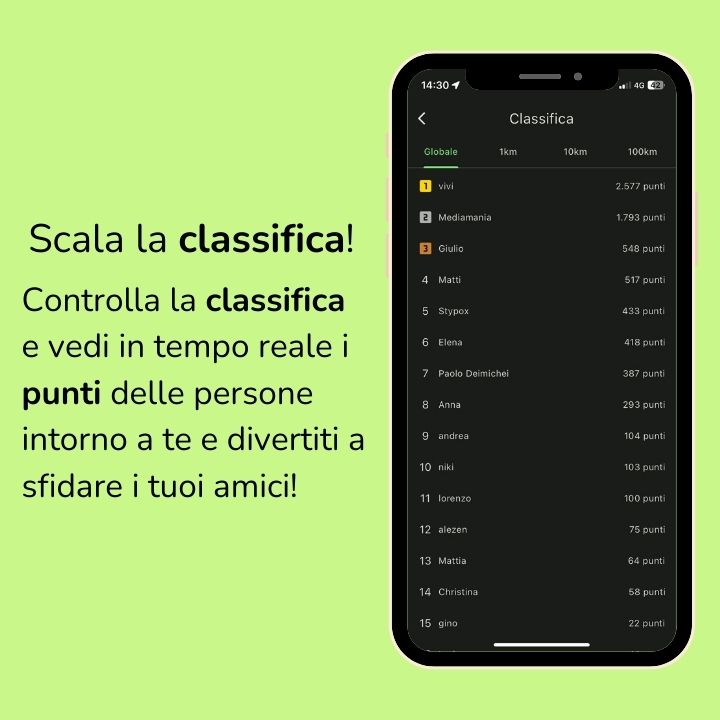 Scala la classifica!
Controlla la classifica
e vedi in tempo reale i
punti delle persone
intorno a te e divertiti a
sfidare i tuoi amici!
14:30 4G 42
Classifica
Globale 1km 10km 100km
1 vivi 2.577 punti
2 Mediamania 1.793 punti
3 Giulio 548 punti
4 Matti 517 punti
5 Stypox 433 punti
6 Elena 418 punti
7 Paolo Deimichei 387 punti
8 Anna 293 punti
9 andrea 104 punti
10 niki 103 punti
11 lorenzo 100 punti
12 alezen 75 punti
13 Mattia 64 punti
14 Christina 58 punti
15 gino 22 punti